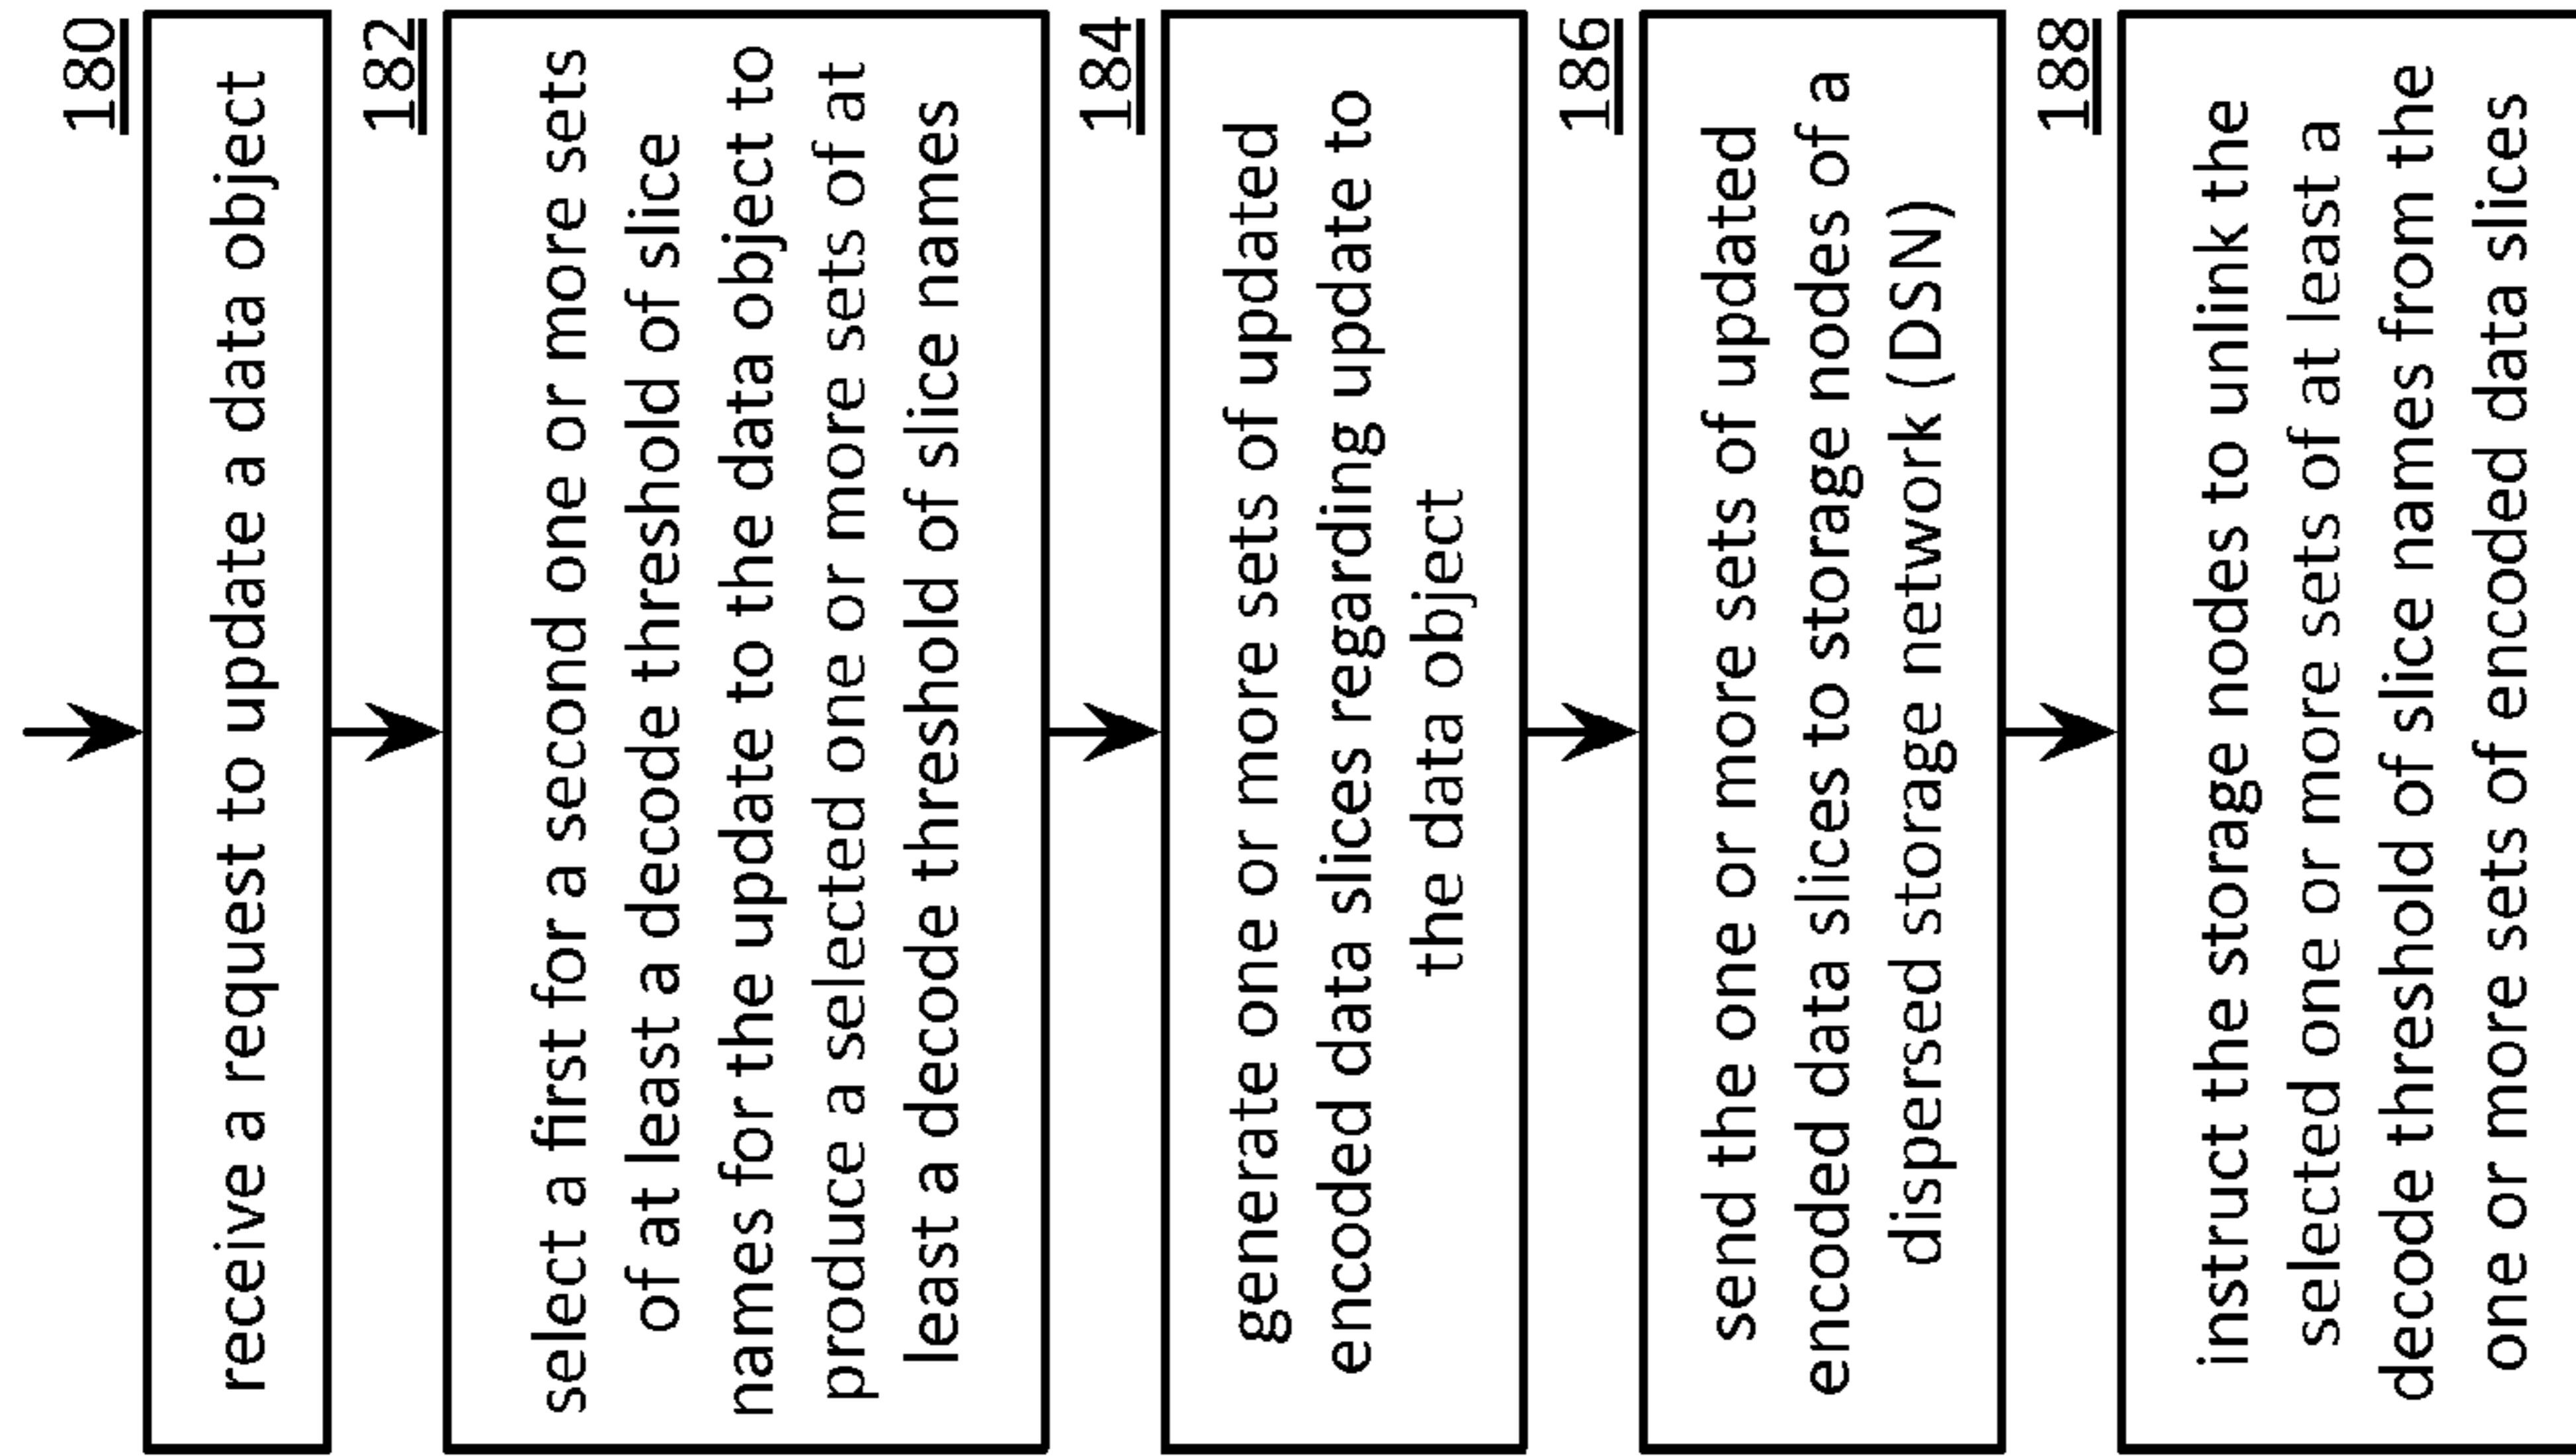 180
receive a request to update a data object
182
select a first for a second one or more sets
of at least a decode threshold of slice
names for the update to the data object to
produce a selected one or more sets of at
least a decode threshold of slice names
184
generate one or more sets of updated
encoded data slices regarding update to
the data object
186
send the one or more sets of updated
encoded data slices to storage nodes of a
dispersed storage network (DSN)
188
instruct the storage nodes to unlink the
selected one or more sets of at least a
decode threshold of slice names from the
one or more sets of encoded data slices